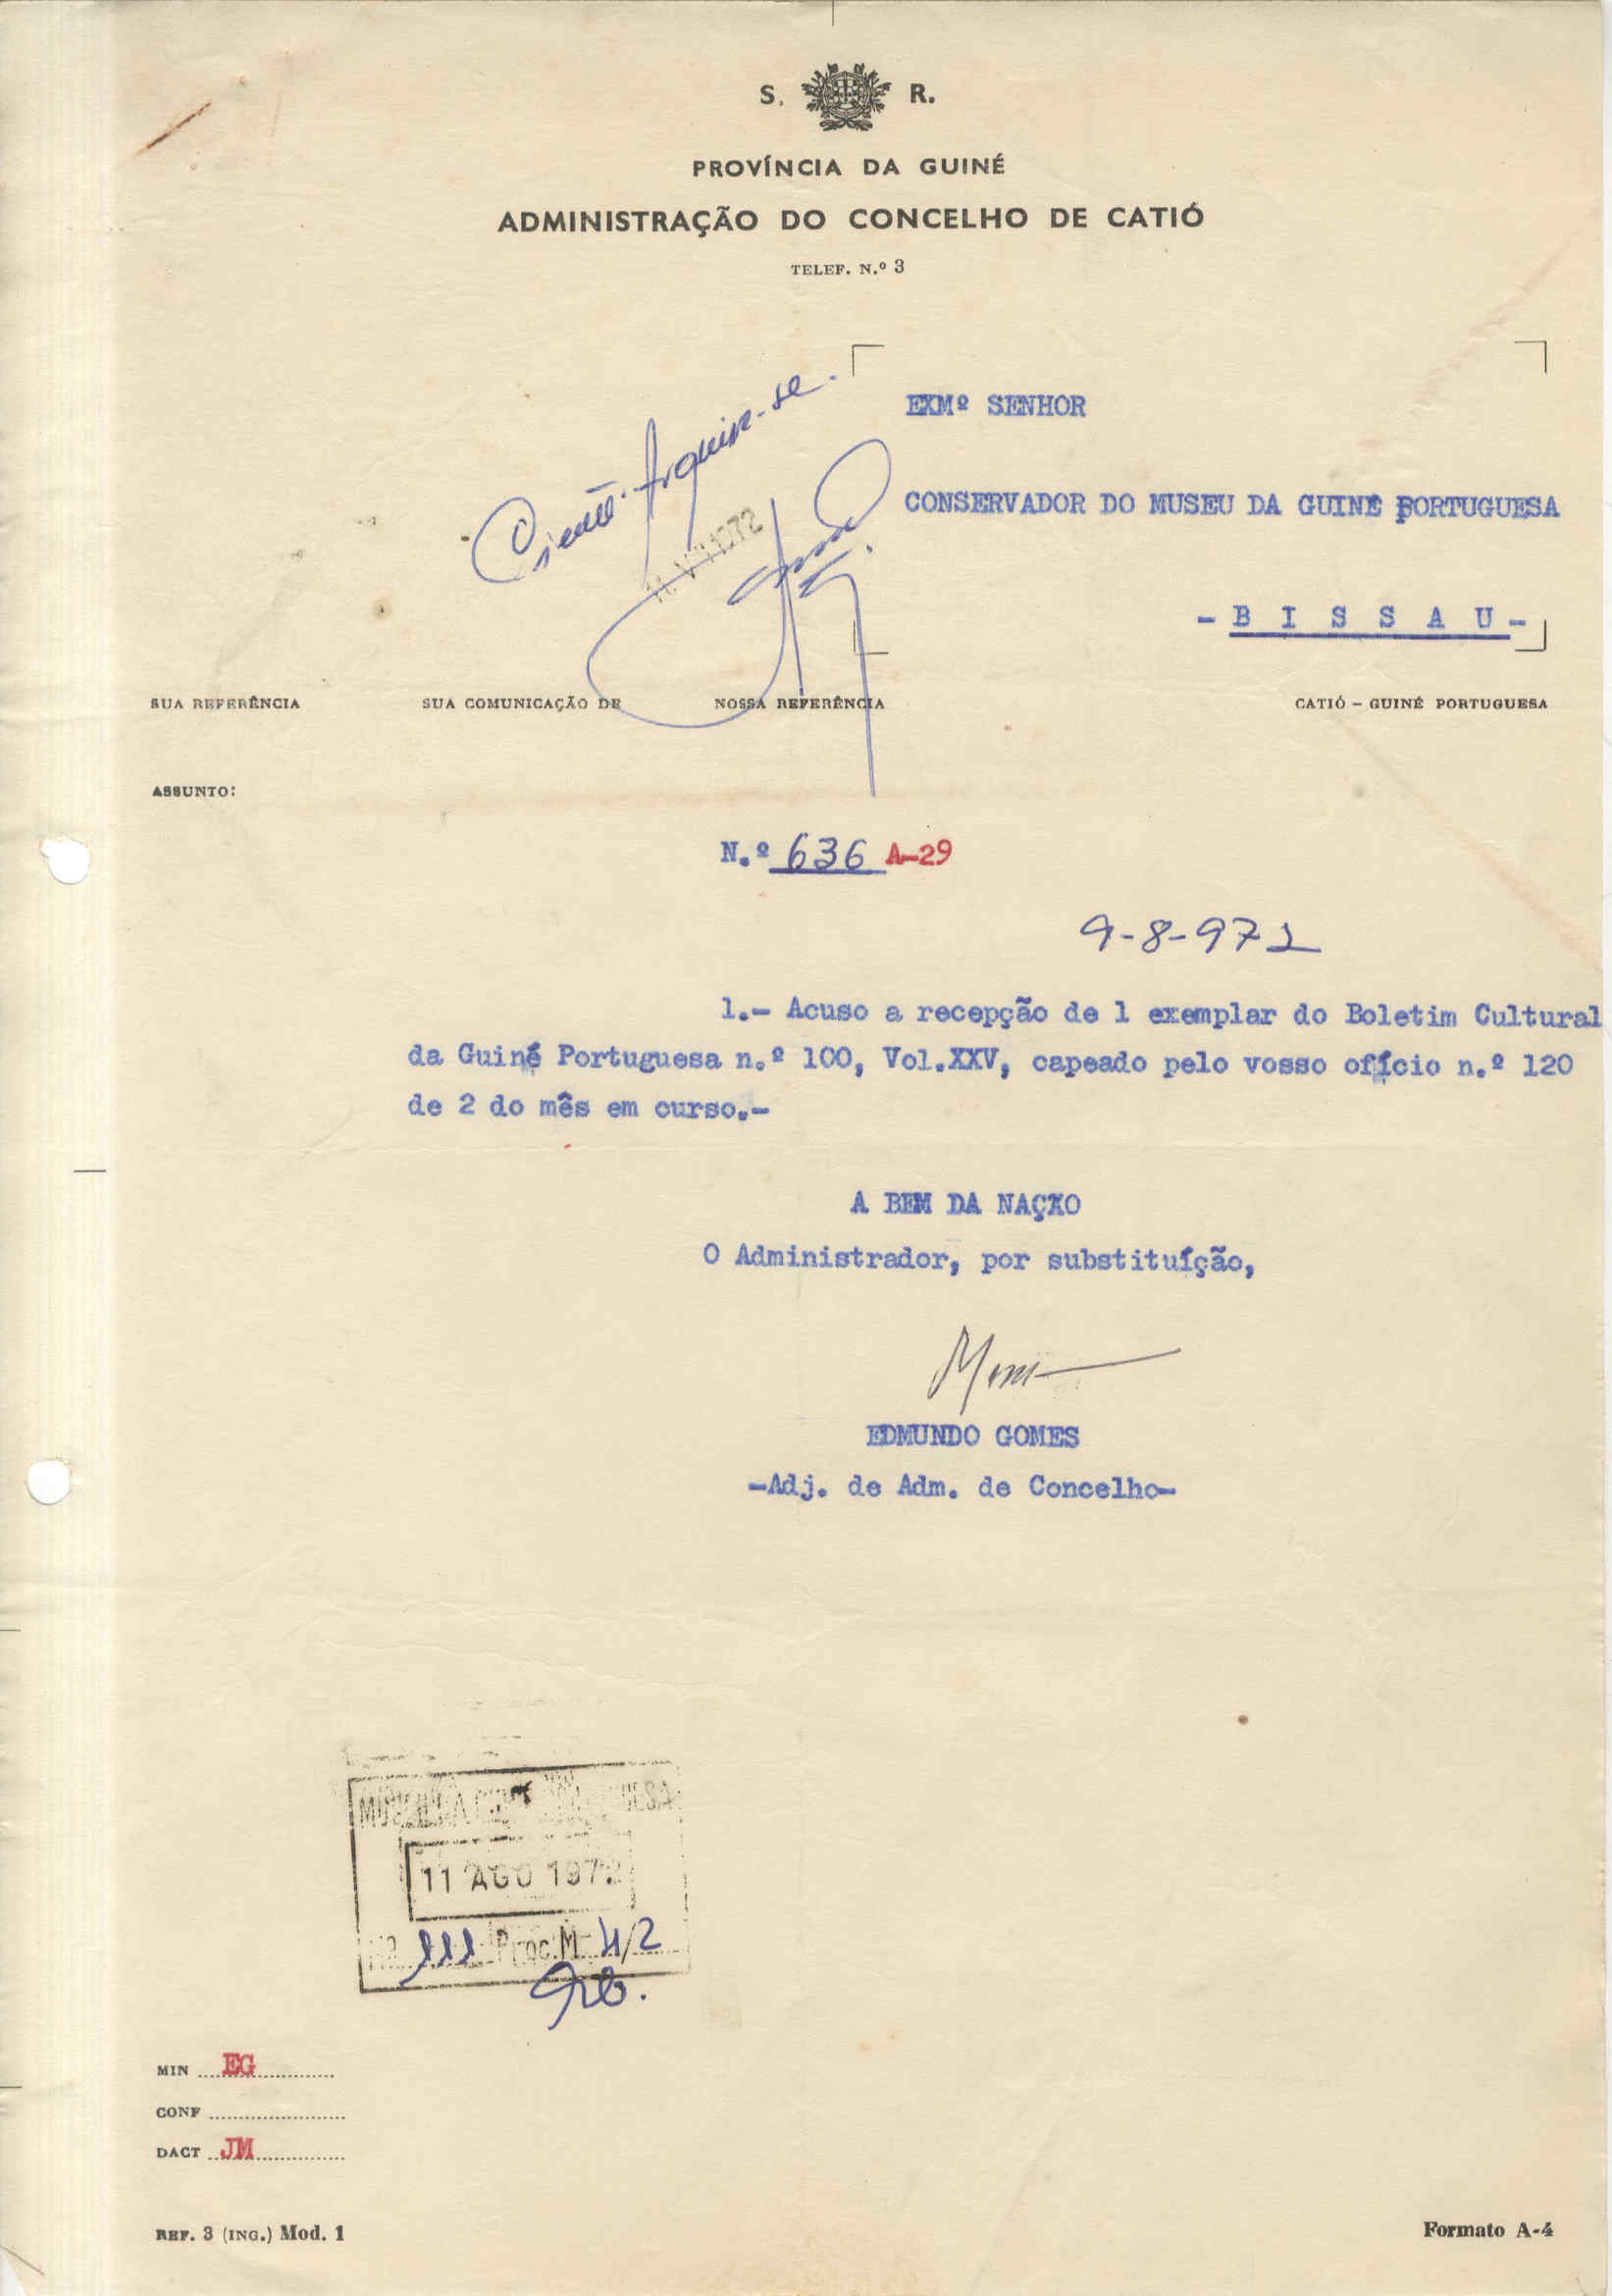 S. R.
PROVÍNCIA DA GUINÉ
ADMINISTRAÇÃO DO CONCELHO DE CATIÓ
TELEF. N.º 3
Ciente. Arquive-se.
EXMº SENHOR
CONSERVADOR DO MUSEU DA GUINÉ PORTUGUESA
- B I S S A U -
SUA REFERÊNCIA SUA COMUNICAÇÃO DE NOSSA REFERÊNCIA CATIÓ – GUINÉ PORTUGUESA
ASSUNTO:
N.º 636 A-29
9-8-972
1.- Acuso a recepção de 1 exemplar do Boletim Cultural
da Guiné Portuguesa n.º 100, Vol.XXV, capeado pelo vosso ofício n.º 120
de 2 do mês em curso.-
A BEM DA NAÇÃO
O Administrador, por substituíção,
EDMUNDO GOMES
-Adj. de Adm. de Concelho-
11 AGO 1972
Nº 111 Proc. M-4/2
MIN EG
CONF
DACT JM
REF. 3 (ING.) Mod. 1
Formato A-4